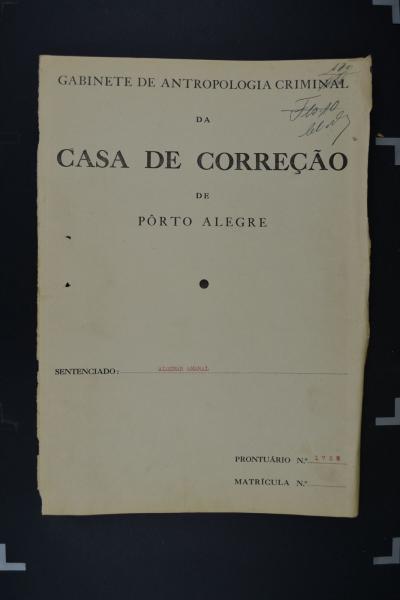 GABINETE DE ANTROPOLOGIA CRIMINAL
DA
CASA DE CORREÇÃO
DE
PÔRTO ALEGRE
SENTENCIADO:
PRONTUÁRIO N.º
MATRÍCULA N.º